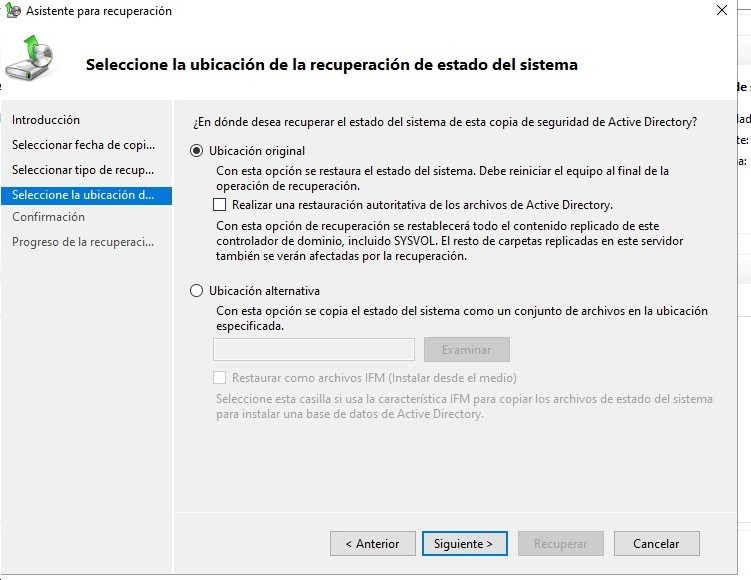 Asistente para recuperación
Seleccione la ubicación de la recuperación de estado del sistema
Introducción
Seleccionar fecha de copi...
Seleccionar tipo de recup...
Seleccione la ubicación d...
Confirmación
Progreso de la recuperaci...
¿En dónde desea recuperar el estado del sistema de esta copia de seguridad de Active Directory?
Ubicación original
Con esta opción se restaura el estado del sistema. Debe reiniciar el equipo al final de la
operación de recuperación.
Realizar una restauración autoritativa de los archivos de Active Directory.
Con esta opción de recuperación se restablecerá todo el contenido replicado de este
controlador de dominio, incluido SYSVOL. El resto de carpetas replicadas en este servidor
también se verán afectadas por la recuperación.
Ubicación alternativa
Con esta opción se copia el estado del sistema como un conjunto de archivos en la ubicación
especificada.
Examinar
Restaurar como archivos IFM (Instalar desde el medio)
Seleccione esta casilla si usa la característica IFM para copiar los archivos de estado del sistema
para instalar una base de datos de Active Directory.
< Anterior
Siguiente >
Recuperar
Cancelar